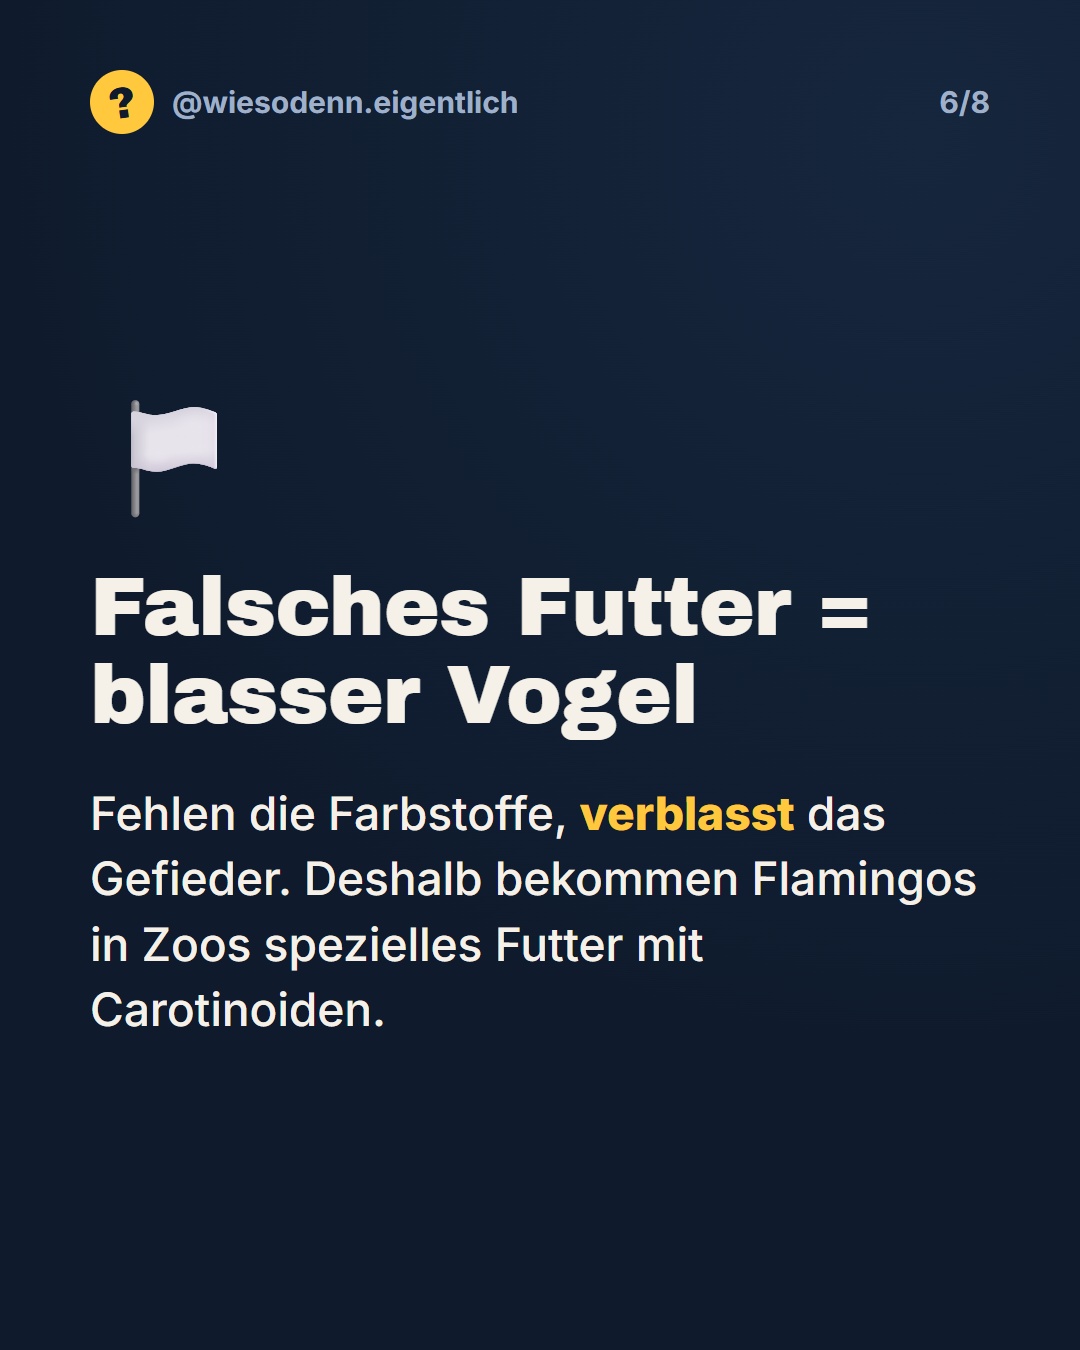 ?
@wiesodenn.eigentlich
6/8
Falsches Futter =
blasser Vogel
Fehlen die Farbstoffe, verblasst das
Gefieder. Deshalb bekommen Flamingos
in Zoos spezielles Futter mit
Carotinoiden.